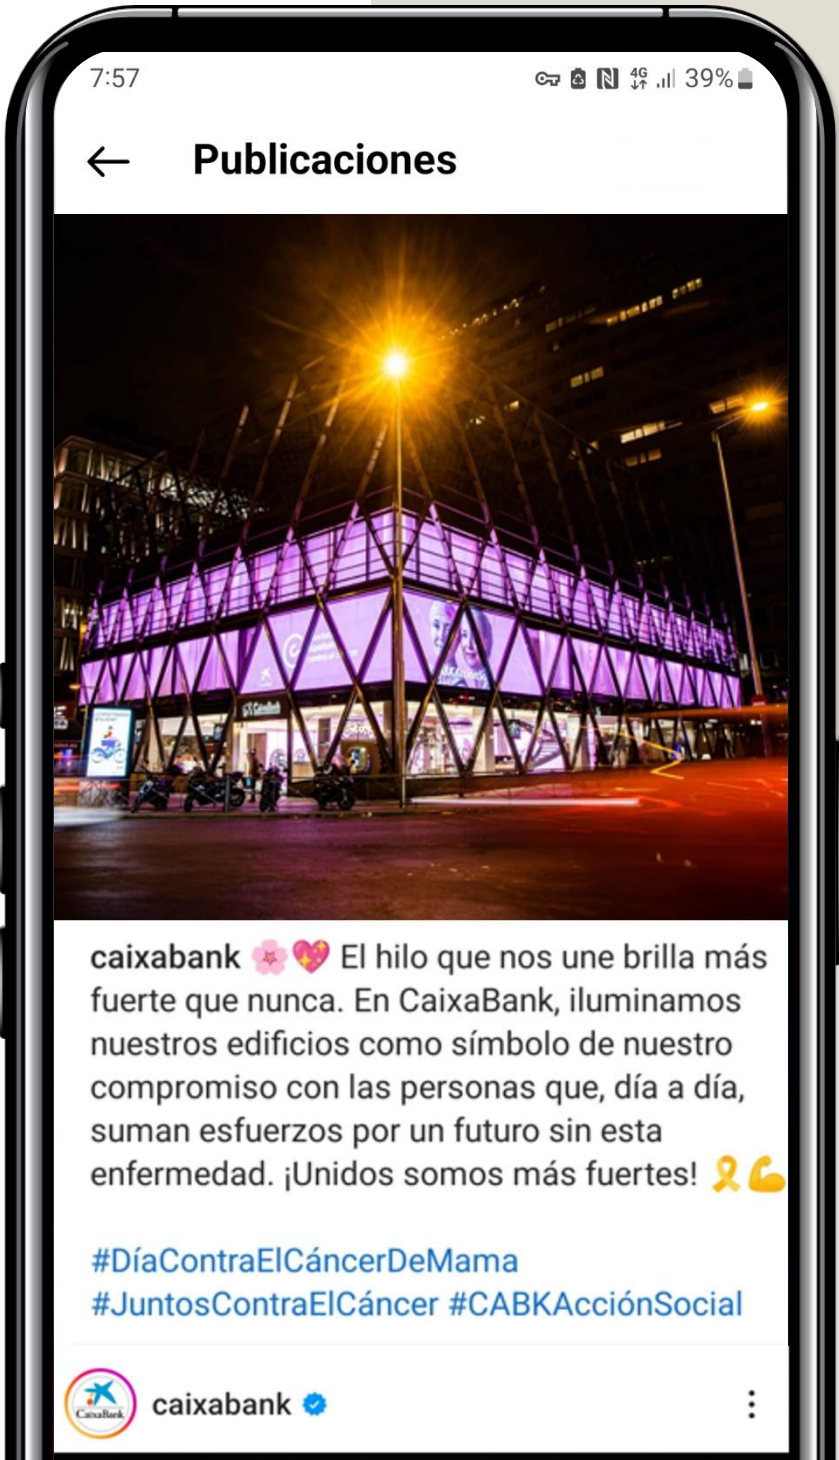 7:57
4G
39%
Publicaciones
CaixaBank
caixabank 🌸💖 El hilo que nos une brilla más
fuerte que nunca. En CaixaBank, iluminamos
nuestros edificios como símbolo de nuestro
compromiso con las personas que, día a día,
suman esfuerzos por un futuro sin esta
enfermedad. ¡Unidos somos más fuertes! 🎗️💪
#DíaContraElCáncerDeMama
#JuntosContraElCáncer #CABKAcciónSocial
CaixaBank
caixabank